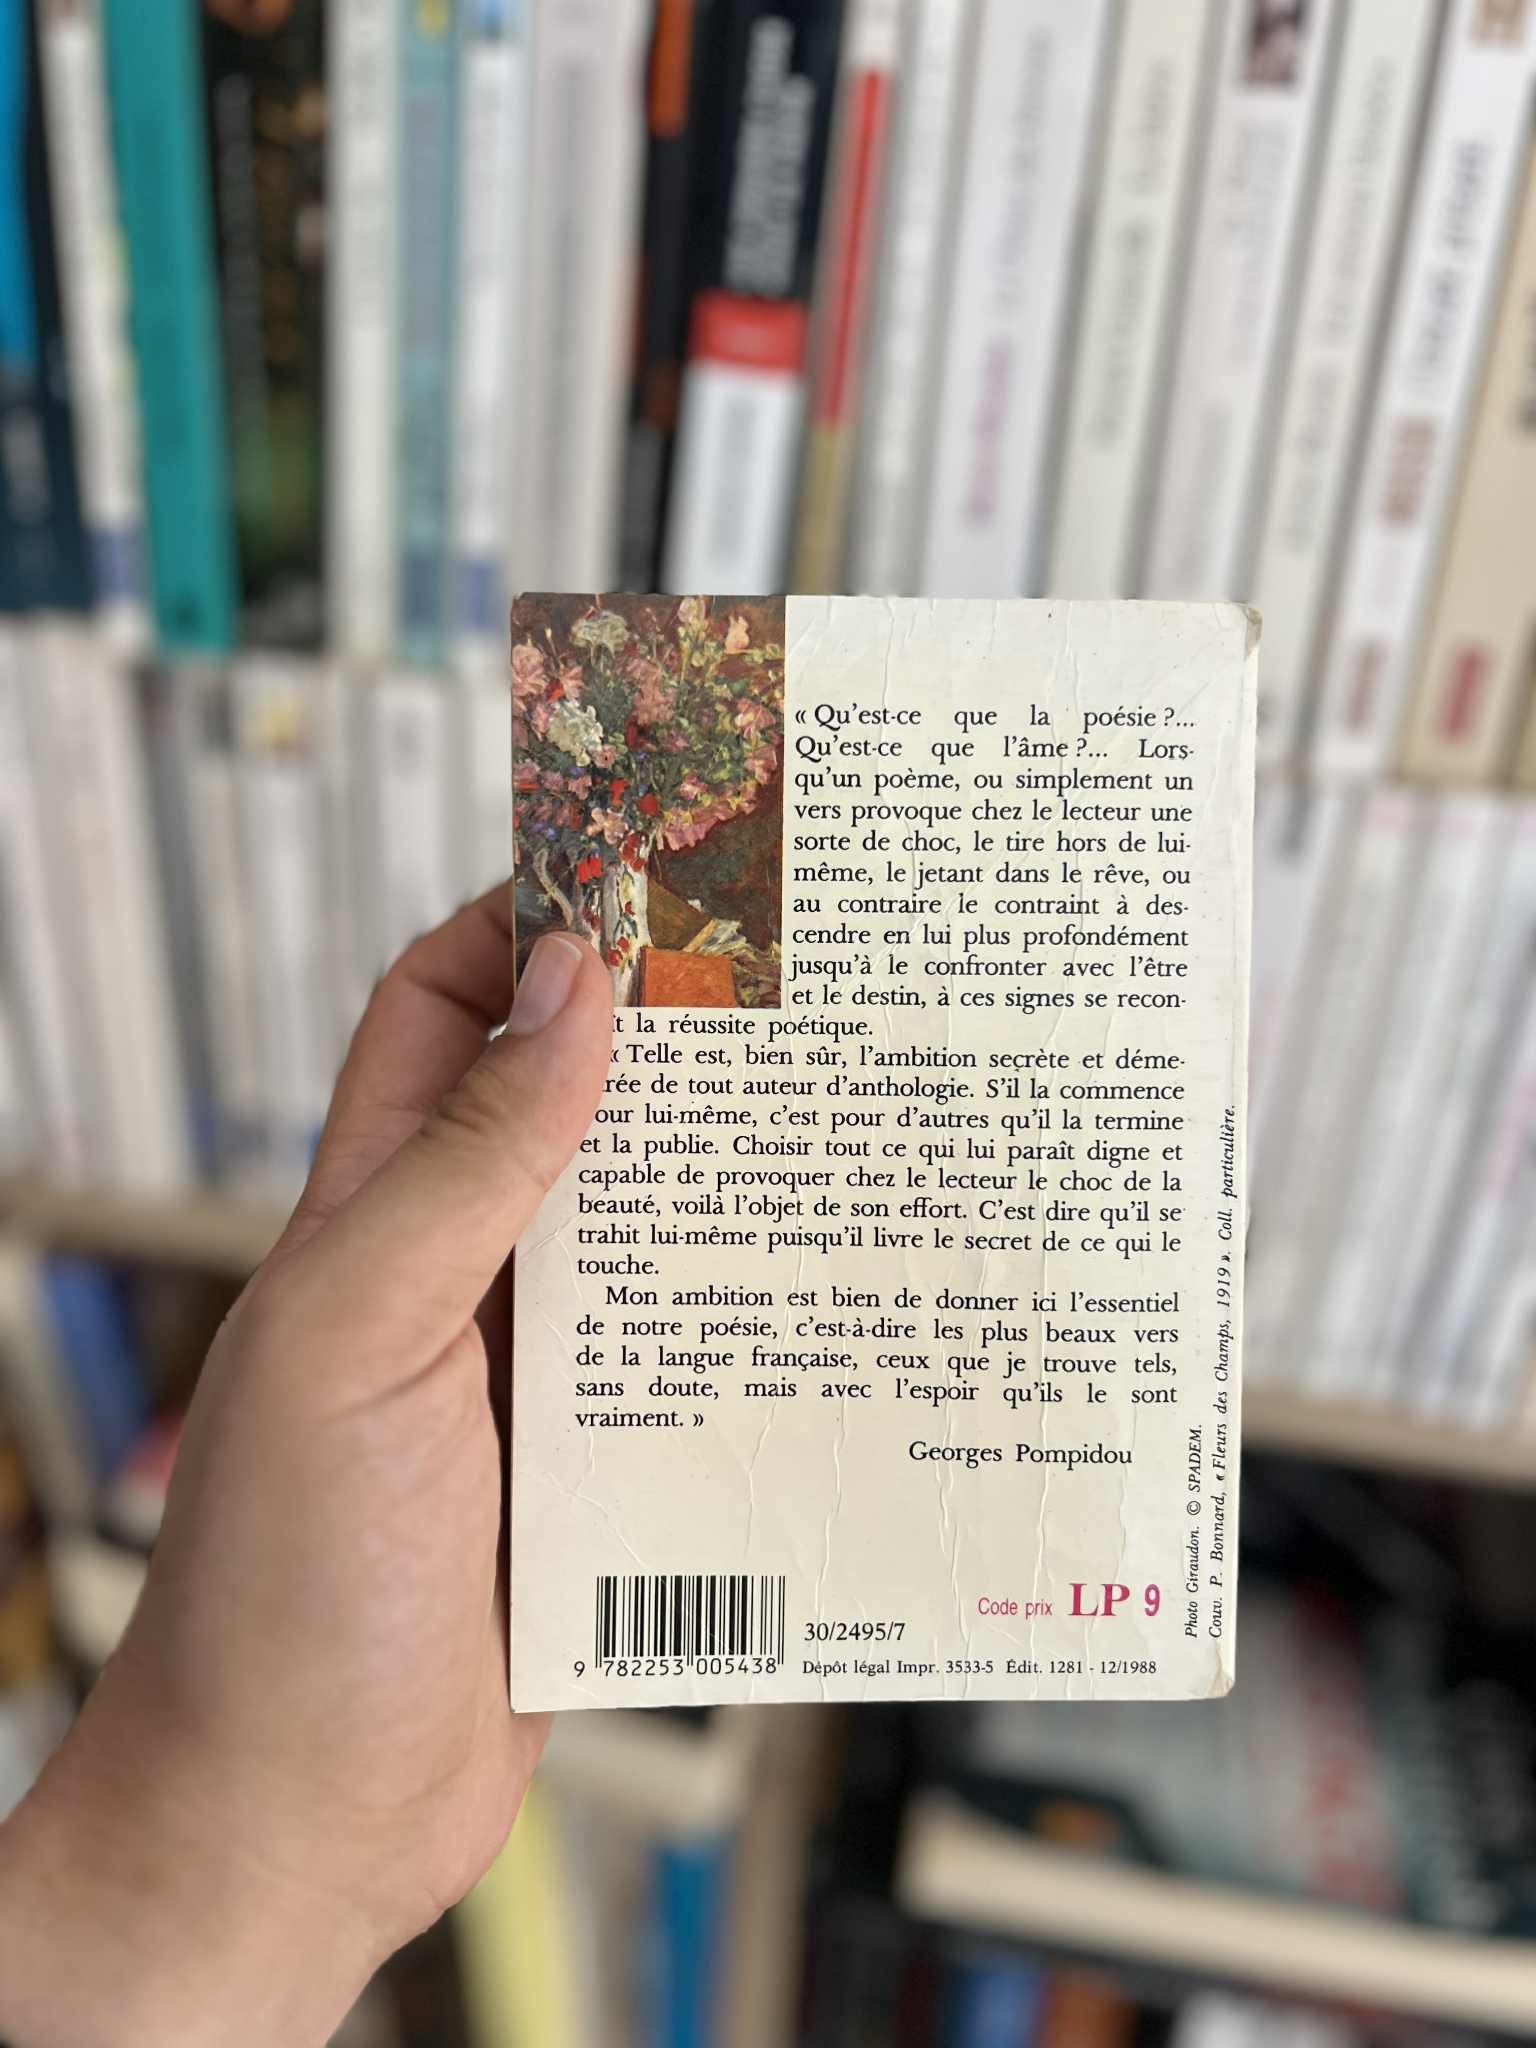 « Qu'est-ce que la poésie ?...
Qu'est-ce que l'âme ?... Lors-
qu'un poème, ou simplement un
vers provoque chez le lecteur une
sorte de choc, le tire hors de lui-
même, le jetant dans le rêve, ou
au contraire le contraint à des-
cendre en lui plus profondément
jusqu'à le confronter avec l'être
et le destin, à ces signes se recon-
ît la réussite poétique.
« Telle est, bien sûr, l'ambition secrète et déme-
rée de tout auteur d'anthologie. S'il la commence
our lui-même, c'est pour d'autres qu'il la termine
et la publie. Choisir tout ce qui lui paraît digne et
capable de provoquer chez le lecteur le choc de la
beauté, voilà l'objet de son effort. C'est dire qu'il se
trahit lui-même puisqu'il livre le secret de ce qui le
touche.
Mon ambition est bien de donner ici l'essentiel
de notre poésie, c'est-à-dire les plus beaux vers
de la langue française, ceux que je trouve tels,
sans doute, mais avec l'espoir qu'ils le sont
vraiment. »
Georges Pompidou
Photo Giraudon. © SPADEM.
Couv. P. Bonnard, « Fleurs des Champs, 1919 ». Coll. particulière.
Code prix LP 9
30/2495/7
9 782253 005438
Dépôt légal Impr. 3533-5 Édit. 1281 - 12/1988